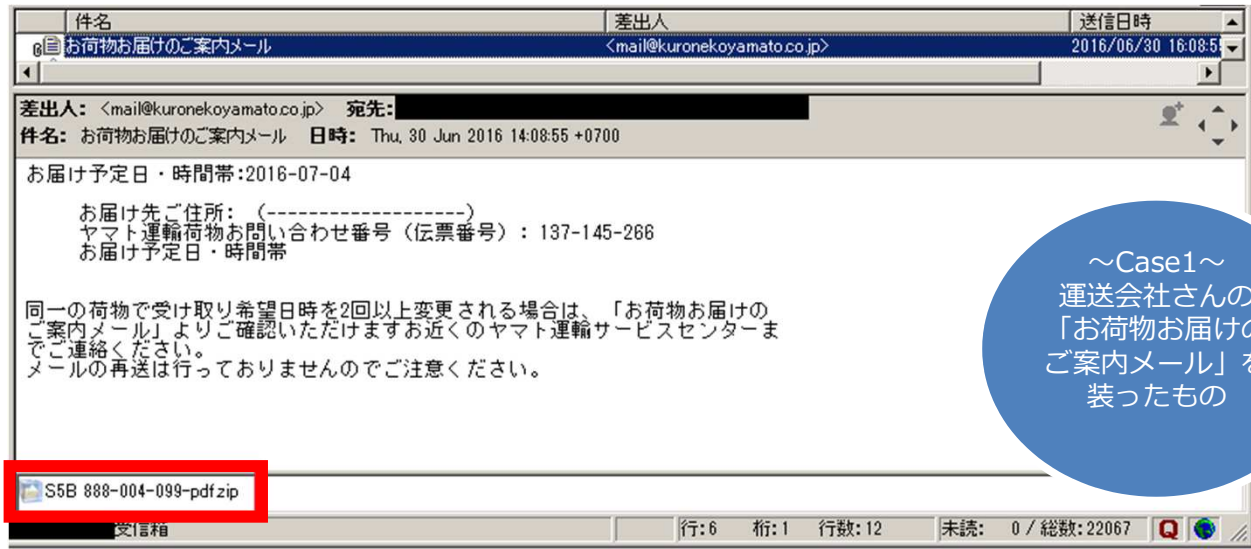 件名 差出人 送信日時
お荷物お届けのご案内メール <mail@kuronekoyamato.co.jp> 2016/06/30 16:08:5
差出人: <mail@kuronekoyamato.co.jp> 宛先:
件名: お荷物お届けのご案内メール 日時: Thu, 30 Jun 2016 14:08:55 +0700
お届け予定日・時間帯:2016-07-04
お届け先ご住所: (-------------------)
ヤマト運輸荷物お問い合わせ番号（伝票番号）: 137-145-266
お届け予定日・時間帯
同一の荷物で受け取り希望日時を2回以上変更される場合は、「お荷物お届けの
ご案内メール」よりご確認いただけますお近くのヤマト運輸サービスセンターま
でご連絡ください。
メールの再送は行っておりませんのでご注意ください。
～Case1～
運送会社さんの
「お荷物お届けの
ご案内メール」を
装ったもの
S5B 888-004-099-pdf.zip
受信箱 行:6 桁:1 行数:12 未読: 0 / 総数:22067 Q